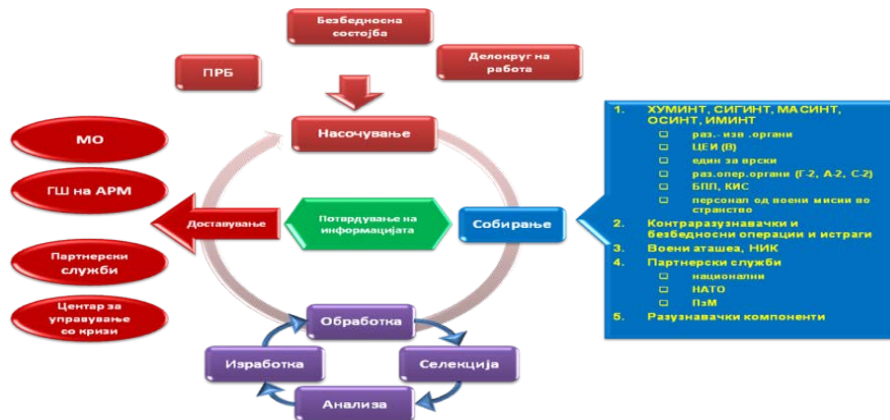 Безбедносна
состојба
ПРБ
Делокруг на
работа
Насочување
МО
ГШ на АРМ
Партнерски
служби
Центар за
управување
со кризи
Доставување
Потврдување на
информацијата
Собирање
Обработка
Изработка
Селекција
Анализа
1. ХУМИНТ, СИГИНТ, МАСИНТ,
ОСИНТ, ИМИНТ
раз.- изв .органи
ЦЕИ (В)
един за врски
раз.опер.органи (Г-2, А-2, С-2)
БПП, КИС
персонал од воени мисии во
странство
2. Контраразузнавачки и
безбедносни операции и истраги
3. Воени аташеа, НИК
4. Партнерски служби
национални
НАТО
ПзМ
5. Разузнавачки компоненти